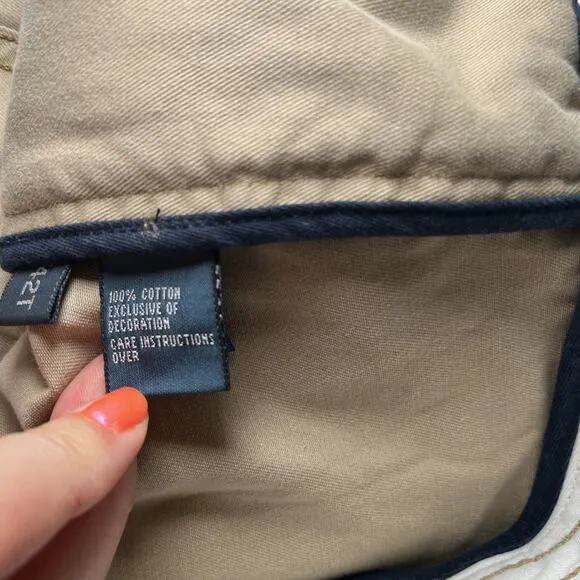 42T
100% COTTON
EXCLUSIVE OF
DECORATION
CARE INSTRUCTIONS
OVER